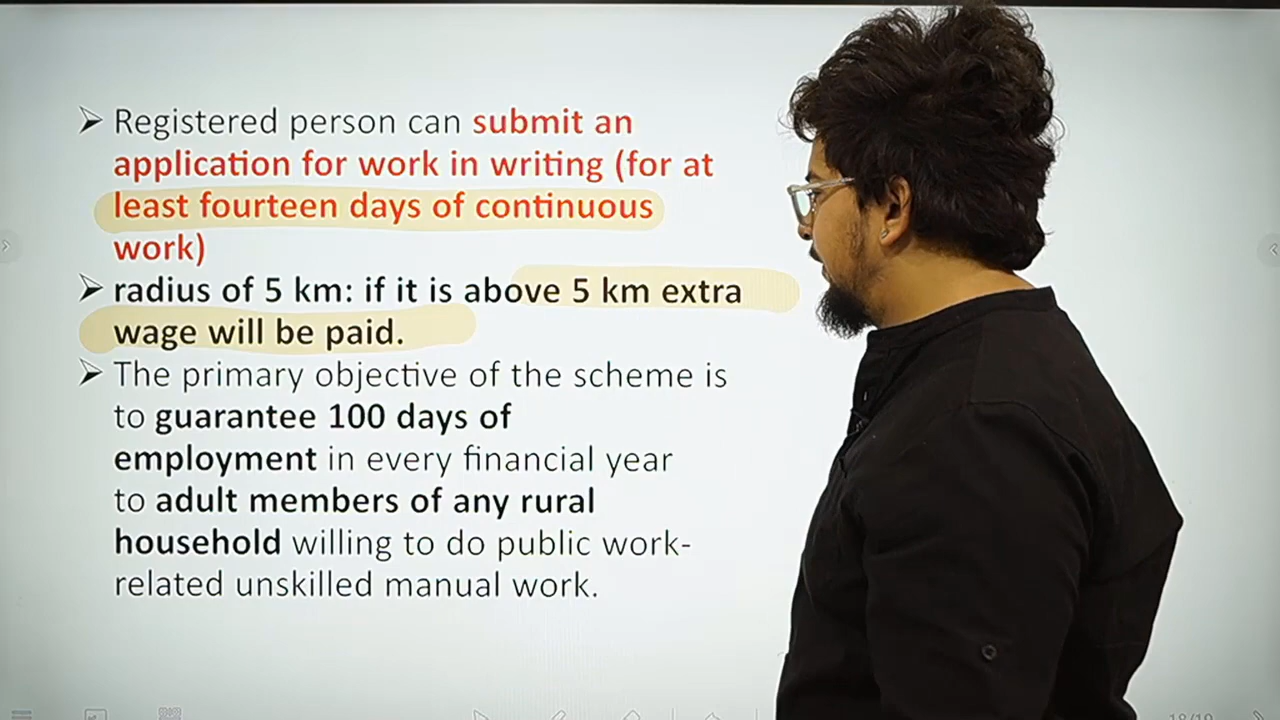 ➢ Registered person can submit an
application for work in writing (for at
least fourteen days of continuous
work)
➢ radius of 5 km: if it is above 5 km extra
wage will be paid.
➢ The primary objective of the scheme is
to guarantee 100 days of
employment in every financial year
to adult members of any rural
household willing to do public work-
related unskilled manual work.